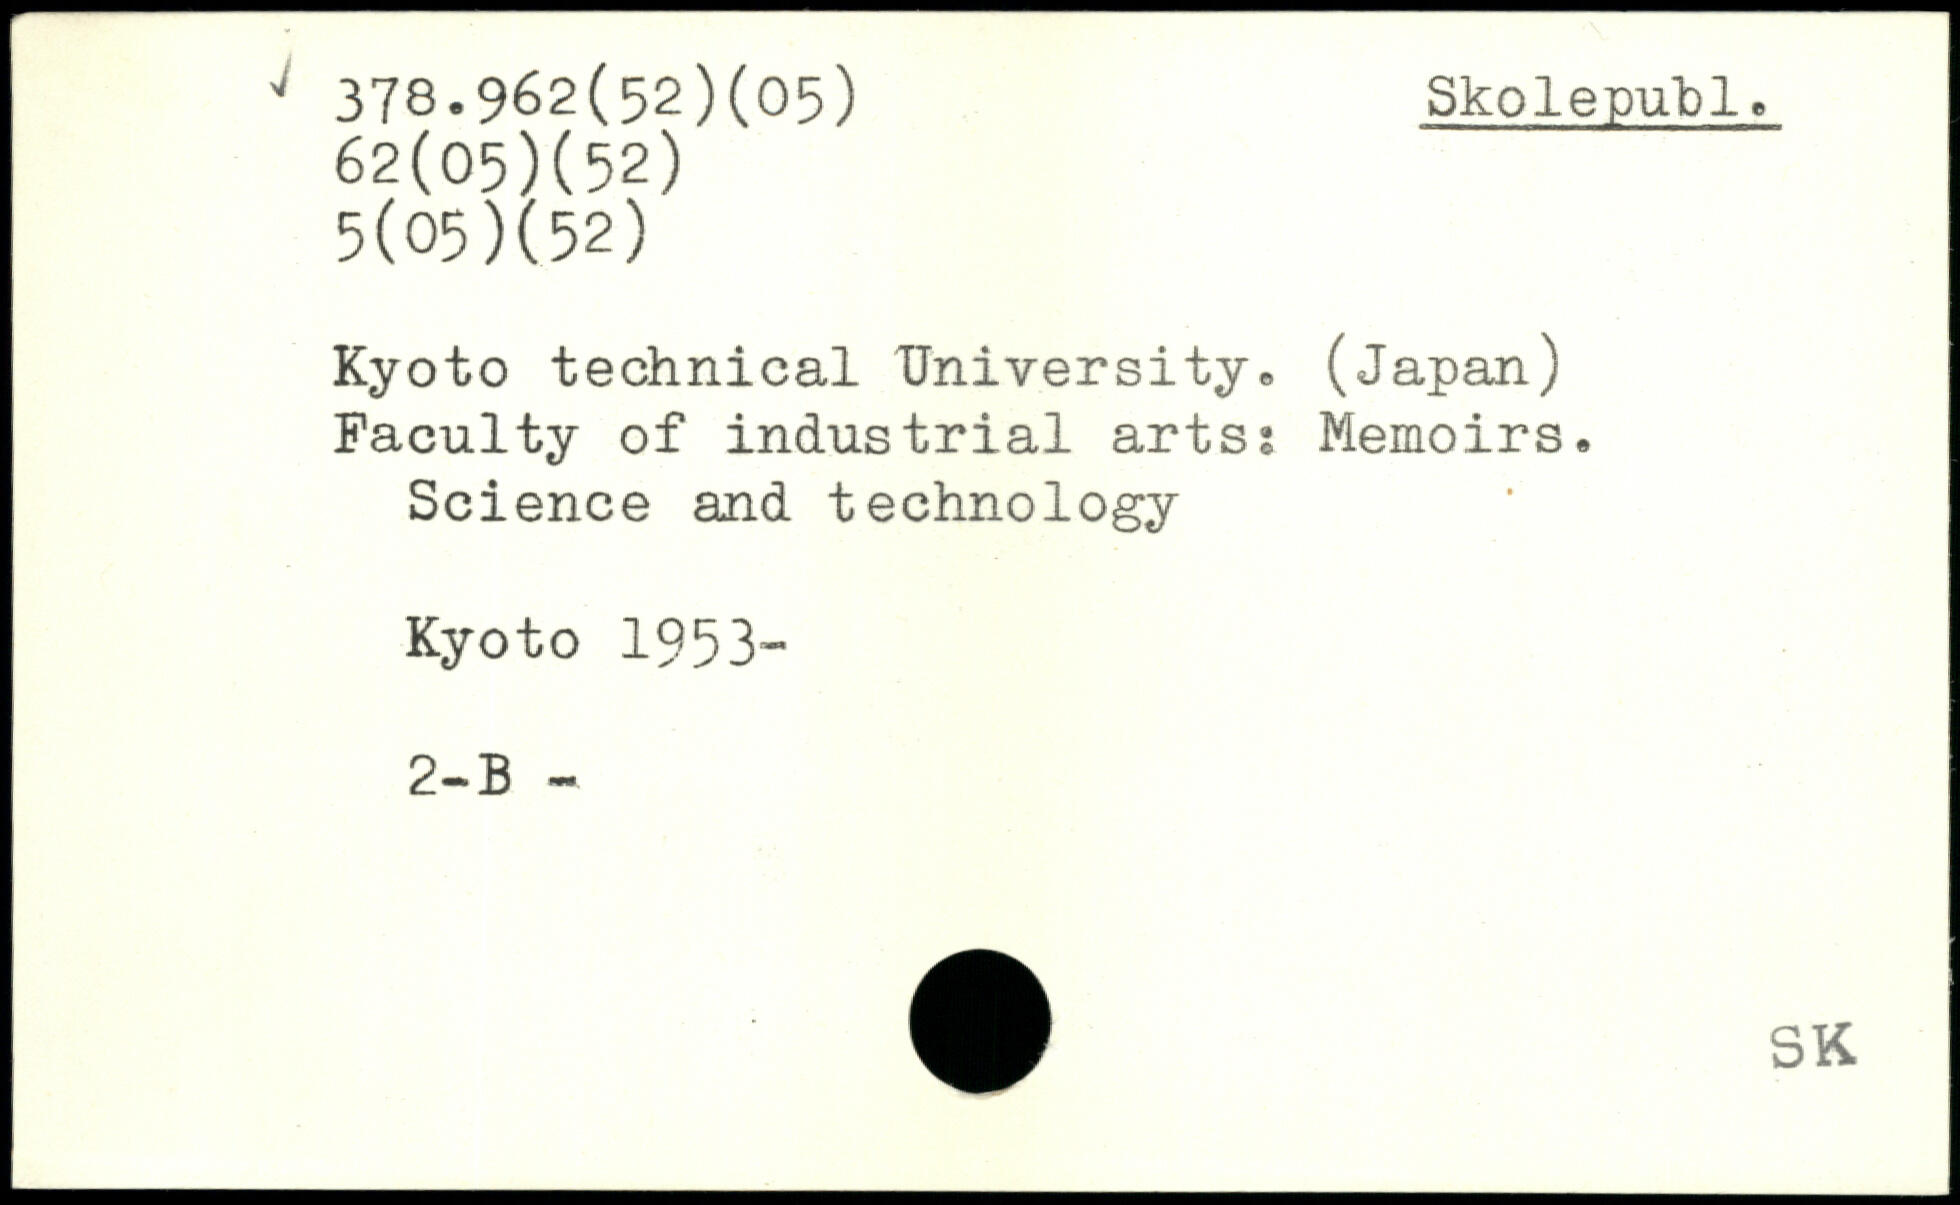 ✓ 378.962(52)(05) Skolepubl.
62(05)(52)
5(05)(52)
Kyoto technical University. (Japan)
Faculty of industrial arts: Memoirs.
Science and technology
Kyoto 1953-
2-B -
SK